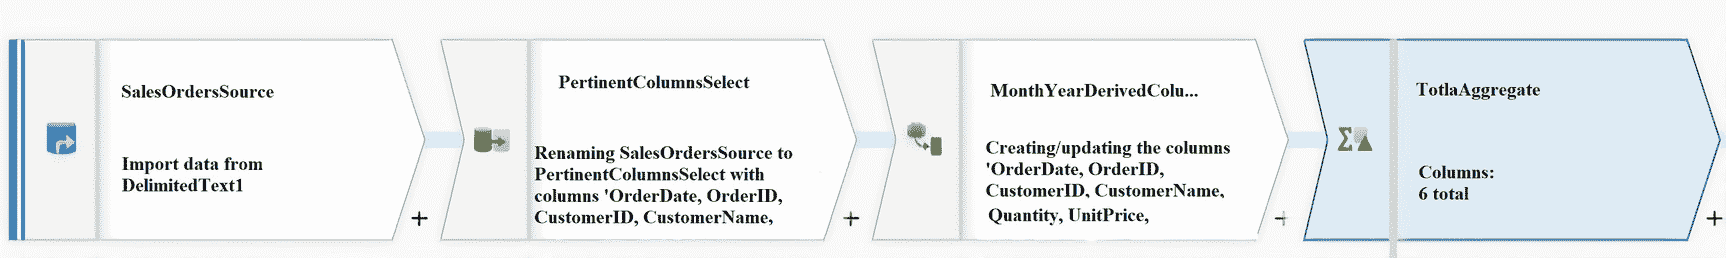 SalesOrdersSource
Import data from
DelimitedText1
+
PertinentColumnsSelect
Renaming SalesOrdersSource to
PertinentColumnsSelect with
columns 'OrderDate, OrderID,
CustomerID, CustomerName,
+
MonthYearDerivedColu...
Creating/updating the columns
'OrderDate, OrderID,
CustomerID, CustomerName,
Quantity, UnitPrice,
+
TotlaAggregate
Columns:
6 total
+